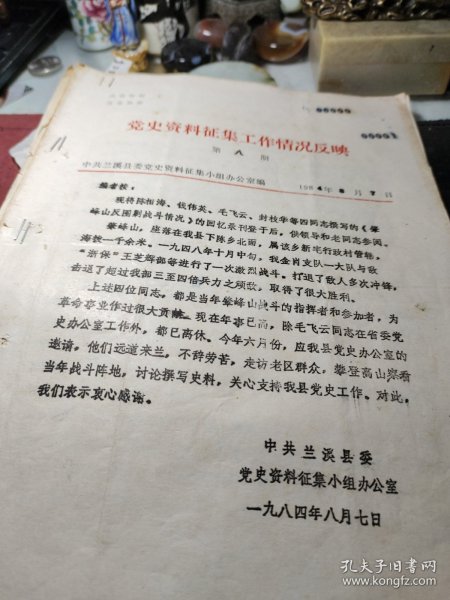 000001
党史资料征集工作情况反映
第 八 期
中共兰溪县委党史资料征集小组办公室编 1984年8月7日
编者按：
现将陈相海、钱伟英、毛飞云、封枝华等四同志撰写的《肇
峰山反围剿战斗情况》的回忆录刊登于后，供领导和老同志参阅。
肇峰山，座落在我县下陈乡北面，属该乡新宅行政村管辖，
海拔一千余米。一九四八年十月中旬，我金肖支队一大队与敌
“浙保”王芝辉部等进行了一次激烈战斗。打退了敌人多次冲锋，
击退了超过我部三至四倍兵力之顽敌，取得了很大胜利。
上述四位同志，都是当年肇峰山战斗的指挥者和参加者，为
革命事业作过很大贡献。现在年事已高，除毛飞云同志在省委党
史办公室工作外，都已离休。今年六月份，应我县党史办公室的
邀请，他们远道来兰，不辞劳苦，走访老区群众，攀登高山察看
当年战斗阵地，讨论撰写史料，关心支持我县党史工作。对此，
我们表示衷心感谢。
中共兰溪县委
党史资料征集小组办公室
一九八四年八月七日
孔夫子旧书网
www.kongfz.com